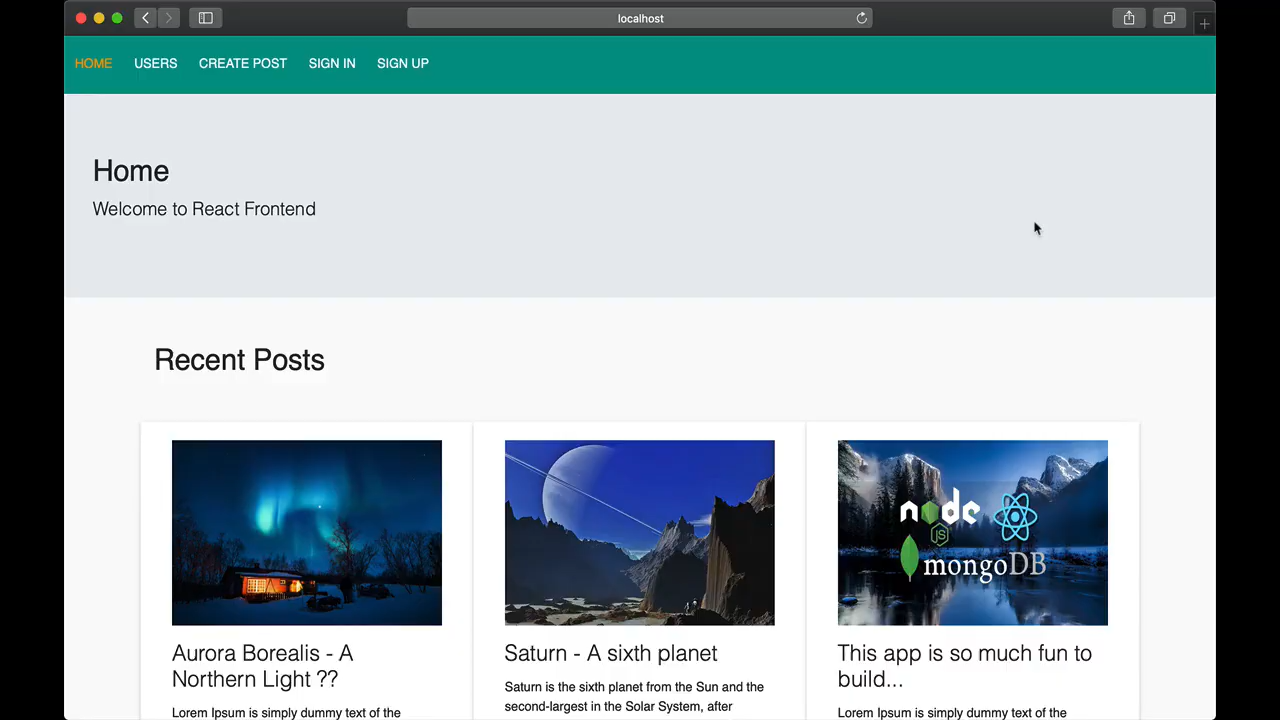 localhost
HOME USERS CREATE POST SIGN IN SIGN UP
Home
Welcome to React Frontend
Recent Posts
node
JS
mongoDB
Aurora Borealis - A
Northern Light ??
Lorem Ipsum is simply dummy text of the
Saturn - A sixth planet
Saturn is the sixth planet from the Sun and the
second-largest in the Solar System, after
This app is so much fun to
build...
Lorem Ipsum is simply dummy text of the